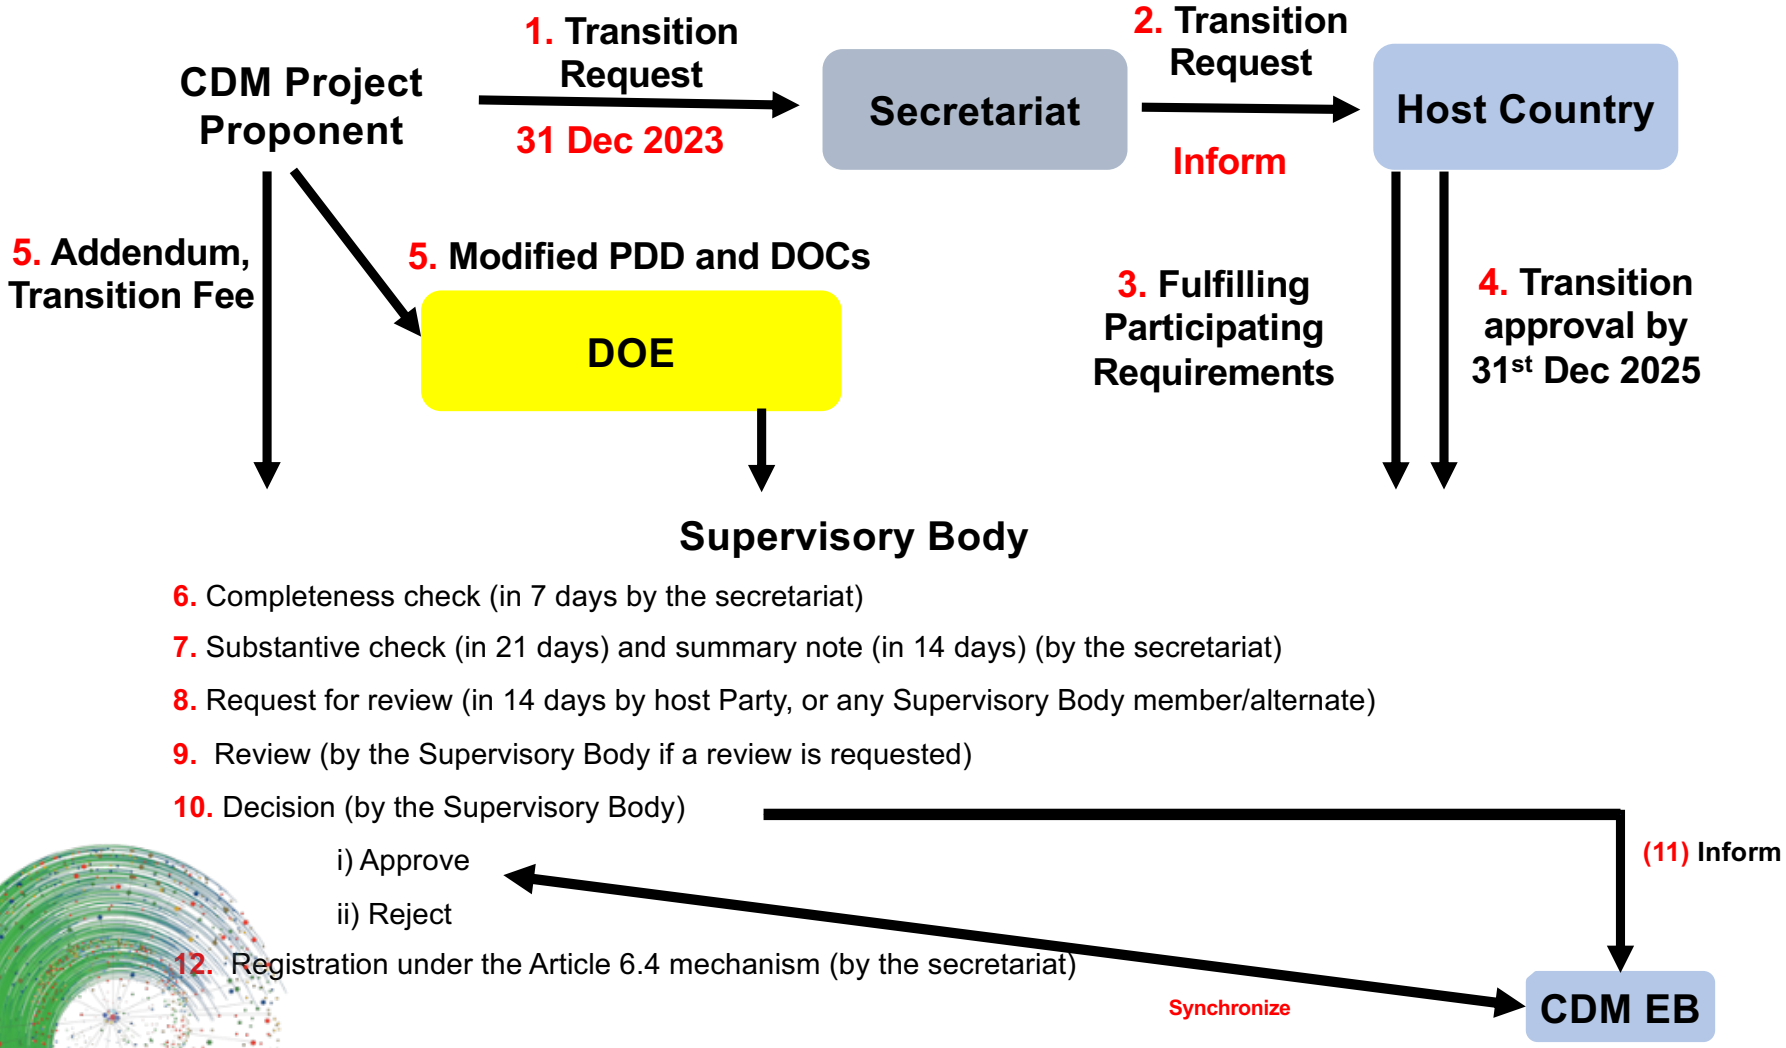 1. Transition
Request
31 Dec 2023
2. Transition
Request
Inform
CDM Project
Proponent
Secretariat
Host Country
5. Addendum,
Transition Fee
5. Modified PDD and DOCs
DOE
3. Fulfilling
Participating
Requirements
4. Transition
approval by
31st Dec 2025
Supervisory Body
6. Completeness check (in 7 days by the secretariat)
7. Substantive check (in 21 days) and summary note (in 14 days) (by the secretariat)
8. Request for review (in 14 days by host Party, or any Supervisory Body member/alternate)
9. Review (by the Supervisory Body if a review is requested)
10. Decision (by the Supervisory Body)
(11) Inform
i) Approve
ii) Reject
12. Registration under the Article 6.4 mechanism (by the secretariat)
Synchronize
CDM EB